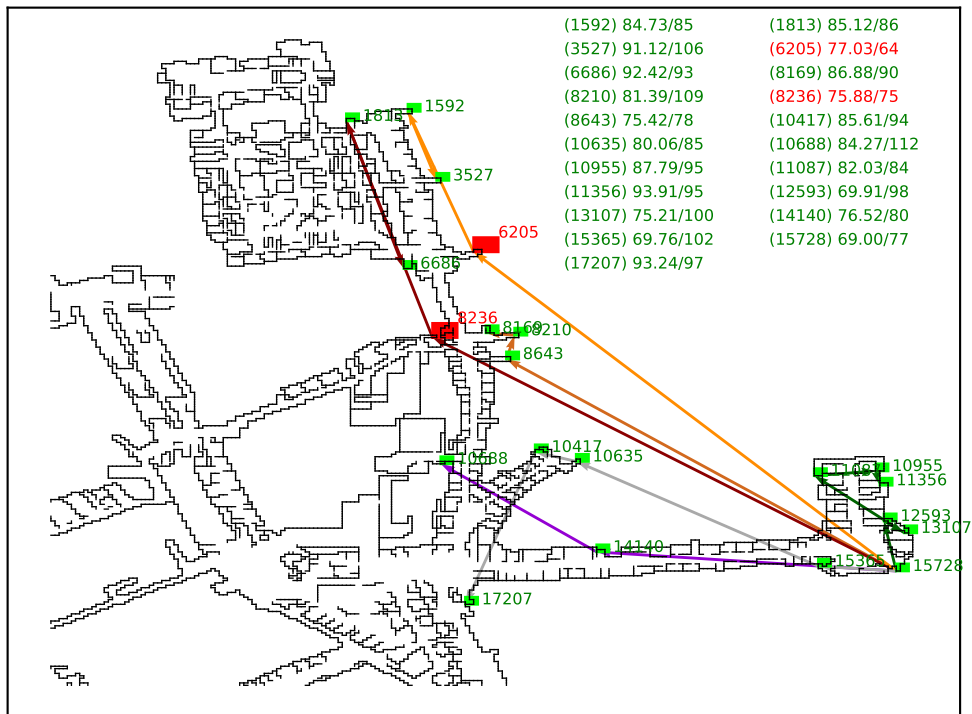 (1592) 84.73/85 (1813) 85.12/86
(3527) 91.12/106 (6205) 77.03/64
(6686) 92.42/93 (8169) 86.88/90
(8210) 81.39/109 (8236) 75.88/75
(8643) 75.42/78 (10417) 85.61/94
(10635) 80.06/85 (10688) 84.27/112
(10955) 87.79/95 (11087) 82.03/84
(11356) 93.91/95 (12593) 69.91/98
(13107) 75.21/100 (14140) 76.52/80
(15365) 69.76/102 (15728) 69.00/77
(17207) 93.24/97
1592
1813
3527
6205
6686
8236
8169
8210
8643
10417
10635
10688
11087
10955
11356
12593
13107
14140
15365
15728
17207